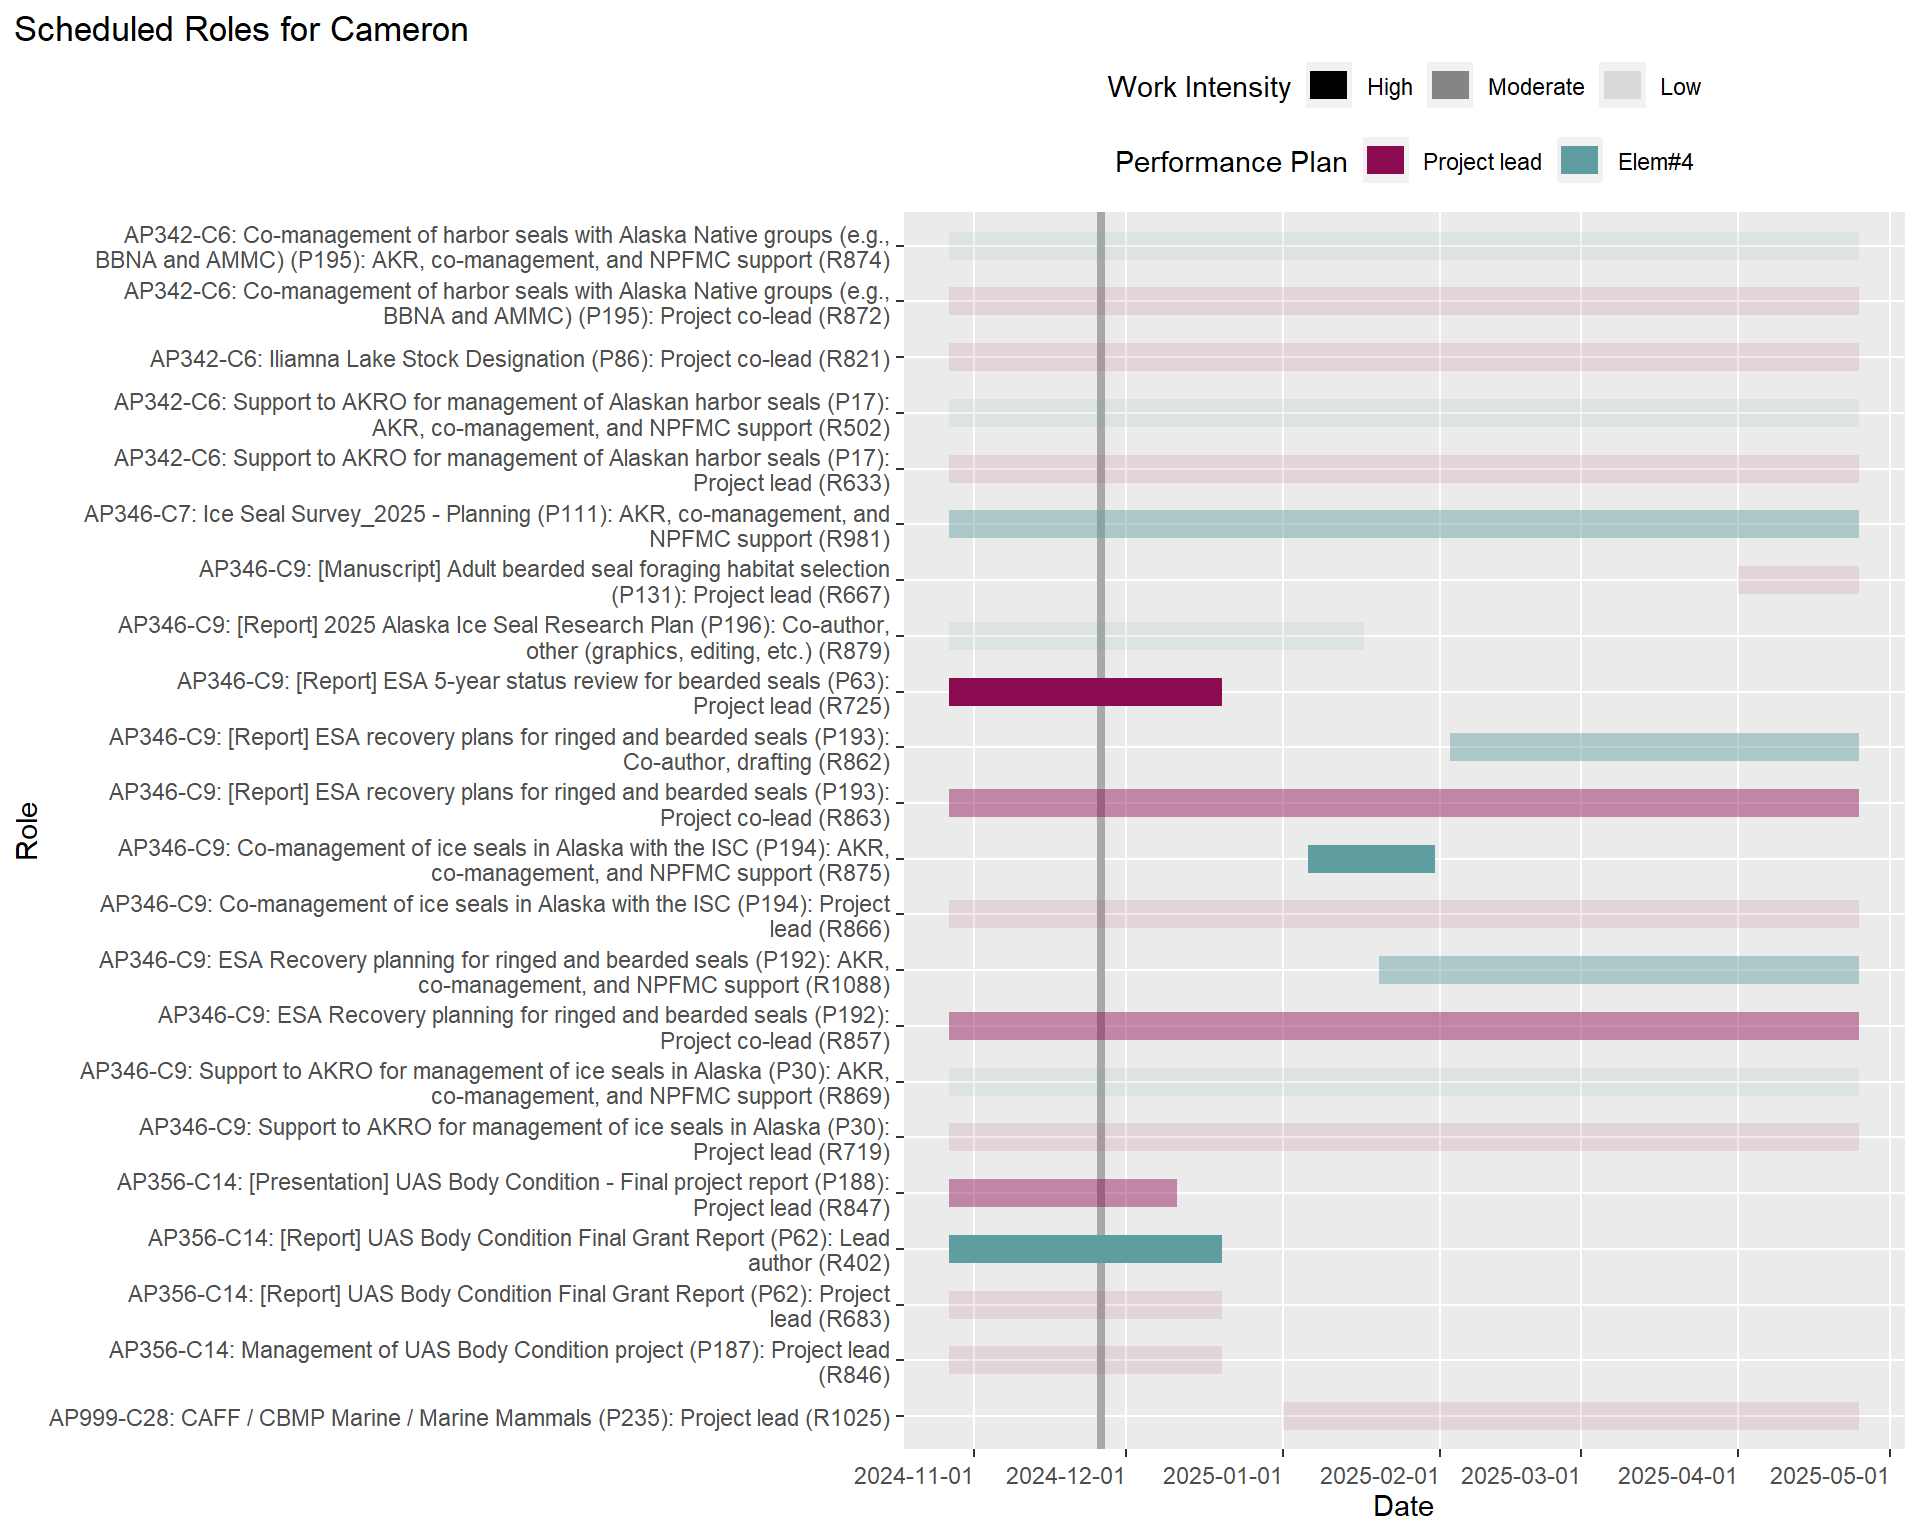 Scheduled Roles for Cameron
Work Intensity High Moderate Low
Performance Plan Project lead Elem#4
AP342-C6: Co-management of harbor seals with Alaska Native groups (e.g.,
BBNA and AMMC) (P195): AKR, co-management, and NPFMC support (R874)
AP342-C6: Co-management of harbor seals with Alaska Native groups (e.g.,
BBNA and AMMC) (P195): Project co-lead (R872)
AP342-C6: Iliamna Lake Stock Designation (P86): Project co-lead (R821)
AP342-C6: Support to AKRO for management of Alaskan harbor seals (P17):
AKR, co-management, and NPFMC support (R502)
AP342-C6: Support to AKRO for management of Alaskan harbor seals (P17):
Project lead (R633)
AP346-C7: Ice Seal Survey_2025 - Planning (P111): AKR, co-management, and
NPFMC support (R981)
AP346-C9: [Manuscript] Adult bearded seal foraging habitat selection
(P131): Project lead (R667)
AP346-C9: [Report] 2025 Alaska Ice Seal Research Plan (P196): Co-author,
other (graphics, editing, etc.) (R879)
AP346-C9: [Report] ESA 5-year status review for bearded seals (P63):
Project lead (R725)
AP346-C9: [Report] ESA recovery plans for ringed and bearded seals (P193):
Co-author, drafting (R862)
AP346-C9: [Report] ESA recovery plans for ringed and bearded seals (P193):
Project co-lead (R863)
AP346-C9: Co-management of ice seals in Alaska with the ISC (P194): AKR,
co-management, and NPFMC support (R875)
AP346-C9: Co-management of ice seals in Alaska with the ISC (P194): Project
lead (R866)
AP346-C9: ESA Recovery planning for ringed and bearded seals (P192): AKR,
co-management, and NPFMC support (R1088)
AP346-C9: ESA Recovery planning for ringed and bearded seals (P192):
Project co-lead (R857)
AP346-C9: Support to AKRO for management of ice seals in Alaska (P30): AKR,
co-management, and NPFMC support (R869)
AP346-C9: Support to AKRO for management of ice seals in Alaska (P30):
Project lead (R719)
AP356-C14: [Presentation] UAS Body Condition - Final project report (P188):
Project lead (R847)
AP356-C14: [Report] UAS Body Condition Final Grant Report (P62): Lead
author (R402)
AP356-C14: [Report] UAS Body Condition Final Grant Report (P62): Project
lead (R683)
AP356-C14: Management of UAS Body Condition project (P187): Project lead
(R846)
AP999-C28: CAFF / CBMP Marine / Marine Mammals (P235): Project lead (R1025)
Role
2024-11-01 2024-12-01 2025-01-01 2025-02-01 2025-03-01 2025-04-01 2025-05-01
Date